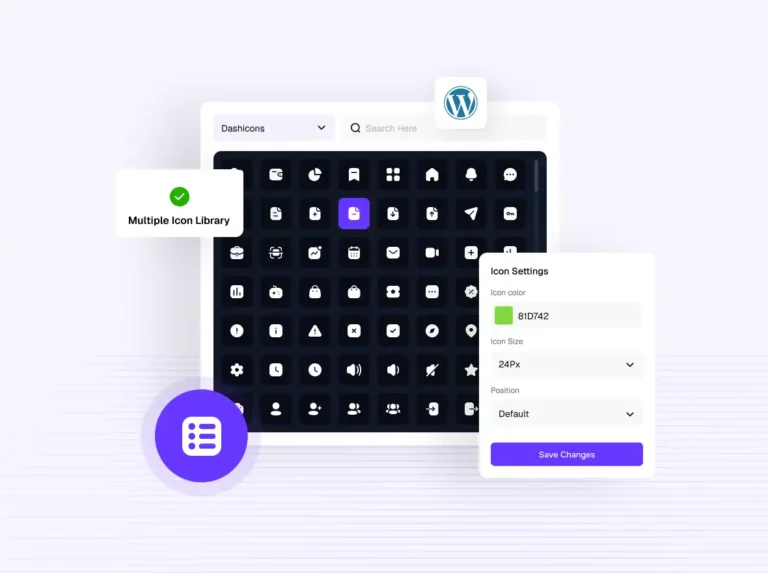 Dashicons
Search Here
Multiple Icon Library
Icon Settings
Icon color
81D742
Icon Size
24Px
Position
Default
Save Changes